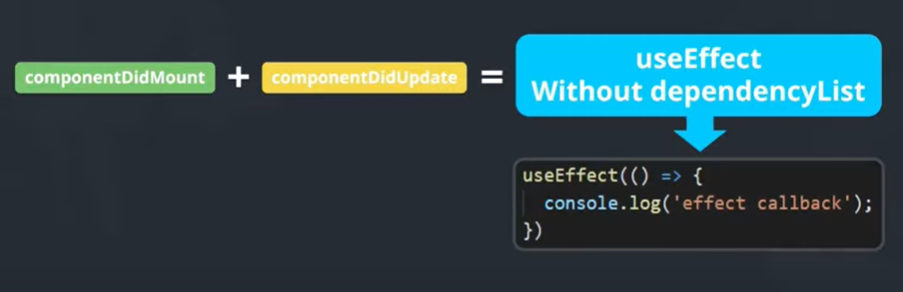 componentDidMount + componentDidUpdate = useEffect
Without dependencyList
useEffect(() => {
console.log('effect callback');
})